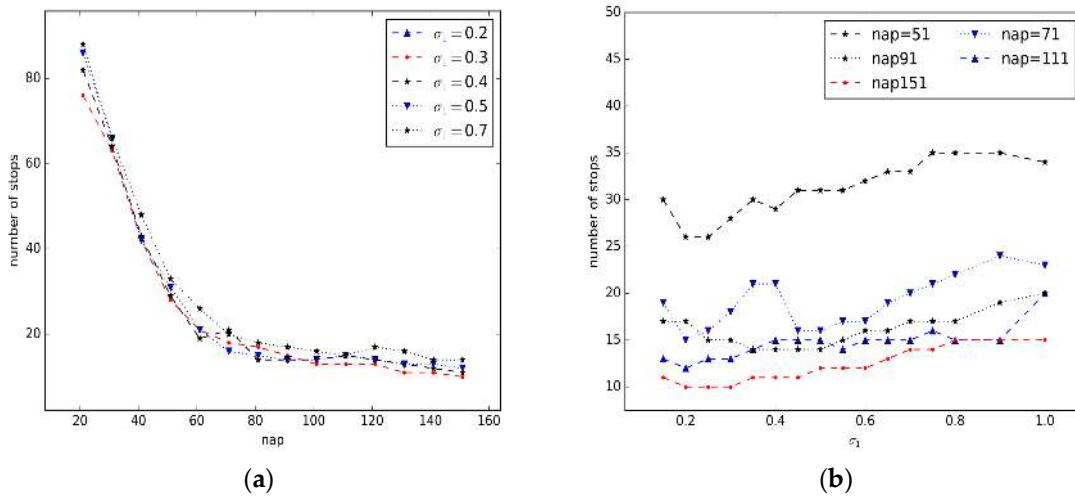 number of stops
80
60
40
20
20
40
60
80
100
120
140
160
nap
σ₁ = 0.2
σ₁ = 0.3
σ₁ = 0.4
σ₁ = 0.5
σ₁ = 0.7
(a)
number of stops
50
45
40
35
30
25
20
15
10
0.2
0.4
0.6
0.8
1.0
σ₁
nap=51
nap91
nap151
nap=71
nap=111
(b)